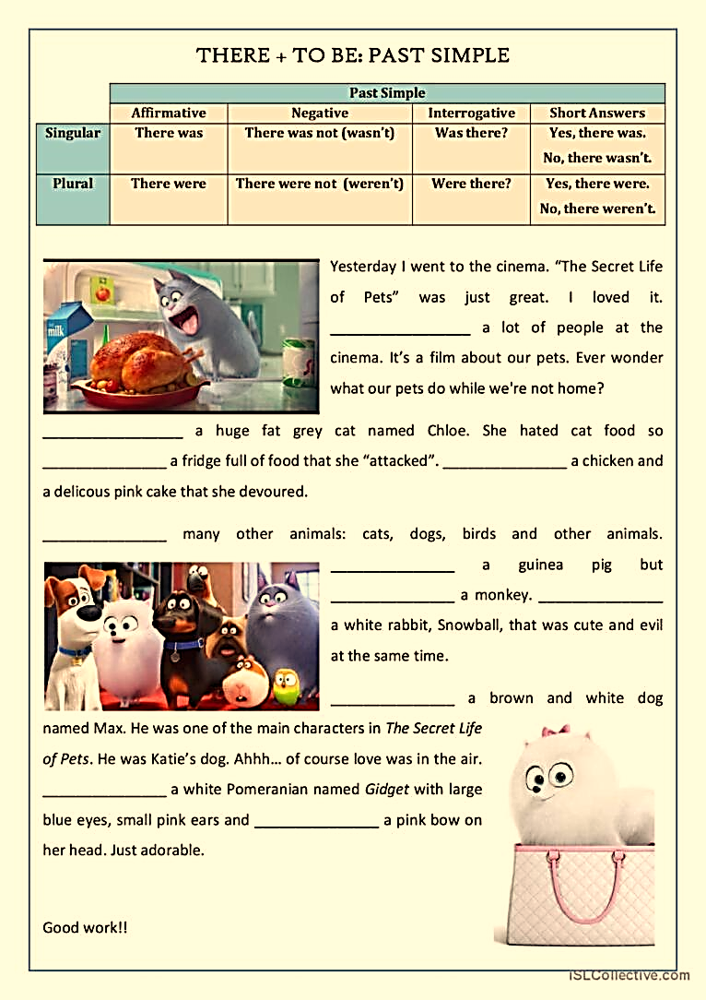 THERE + TO BE: PAST SIMPLE
Past Simple
Affirmative Negative Interrogative Short Answers
Singular There was There was not (wasn't) Was there? Yes, there was.
No, there wasn't.
Plural There were There were not (weren't) Were there? Yes, there were.
No, there weren't.
milk
Yesterday I went to the cinema. “The Secret Life
of Pets” was just great. I loved it.
_________________ a lot of people at the
cinema. It’s a film about our pets. Ever wonder
what our pets do while we're not home?
_________________ a huge fat grey cat named Chloe. She hated cat food so
_______________ a fridge full of food that she “attacked”. _______________ a chicken and
a delicous pink cake that she devoured.
_______________ many other animals: cats, dogs, birds and other animals.
_______________ a guinea pig but
_______________ a monkey. _______________
a white rabbit, Snowball, that was cute and evil
at the same time.
_______________ a brown and white dog
named Max. He was one of the main characters in The Secret Life
of Pets. He was Katie’s dog. Ahhh… of course love was in the air.
_______________ a white Pomeranian named Gidget with large
blue eyes, small pink ears and _______________ a pink bow on
her head. Just adorable.
Good work!!
iSLCollective.com